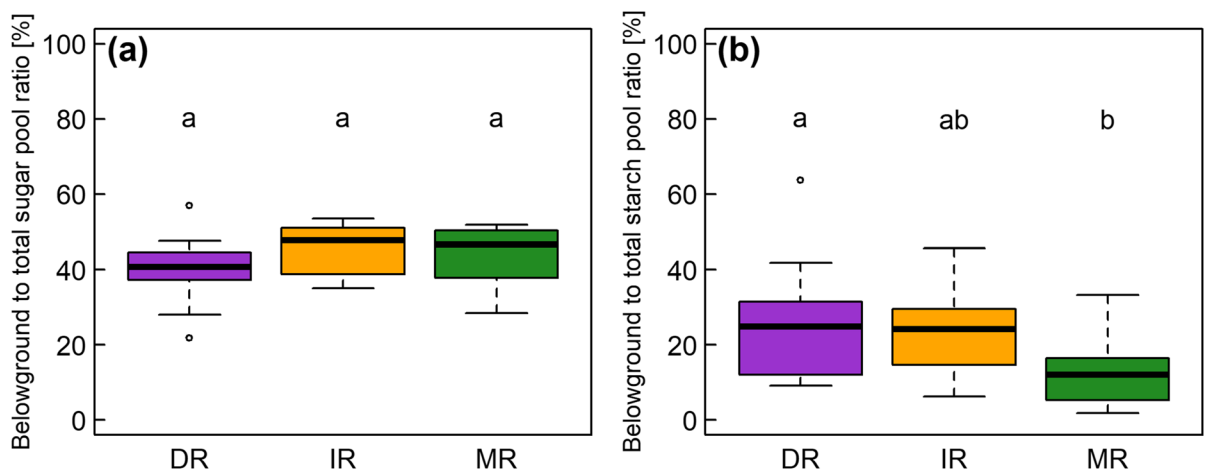 Belowground to total sugar pool ratio [%]
(a)
100
80
60
40
20
0
a a a
DR IR MR
Belowground to total starch pool ratio [%]
(b)
100
80
60
40
20
0
a ab b
DR IR MR